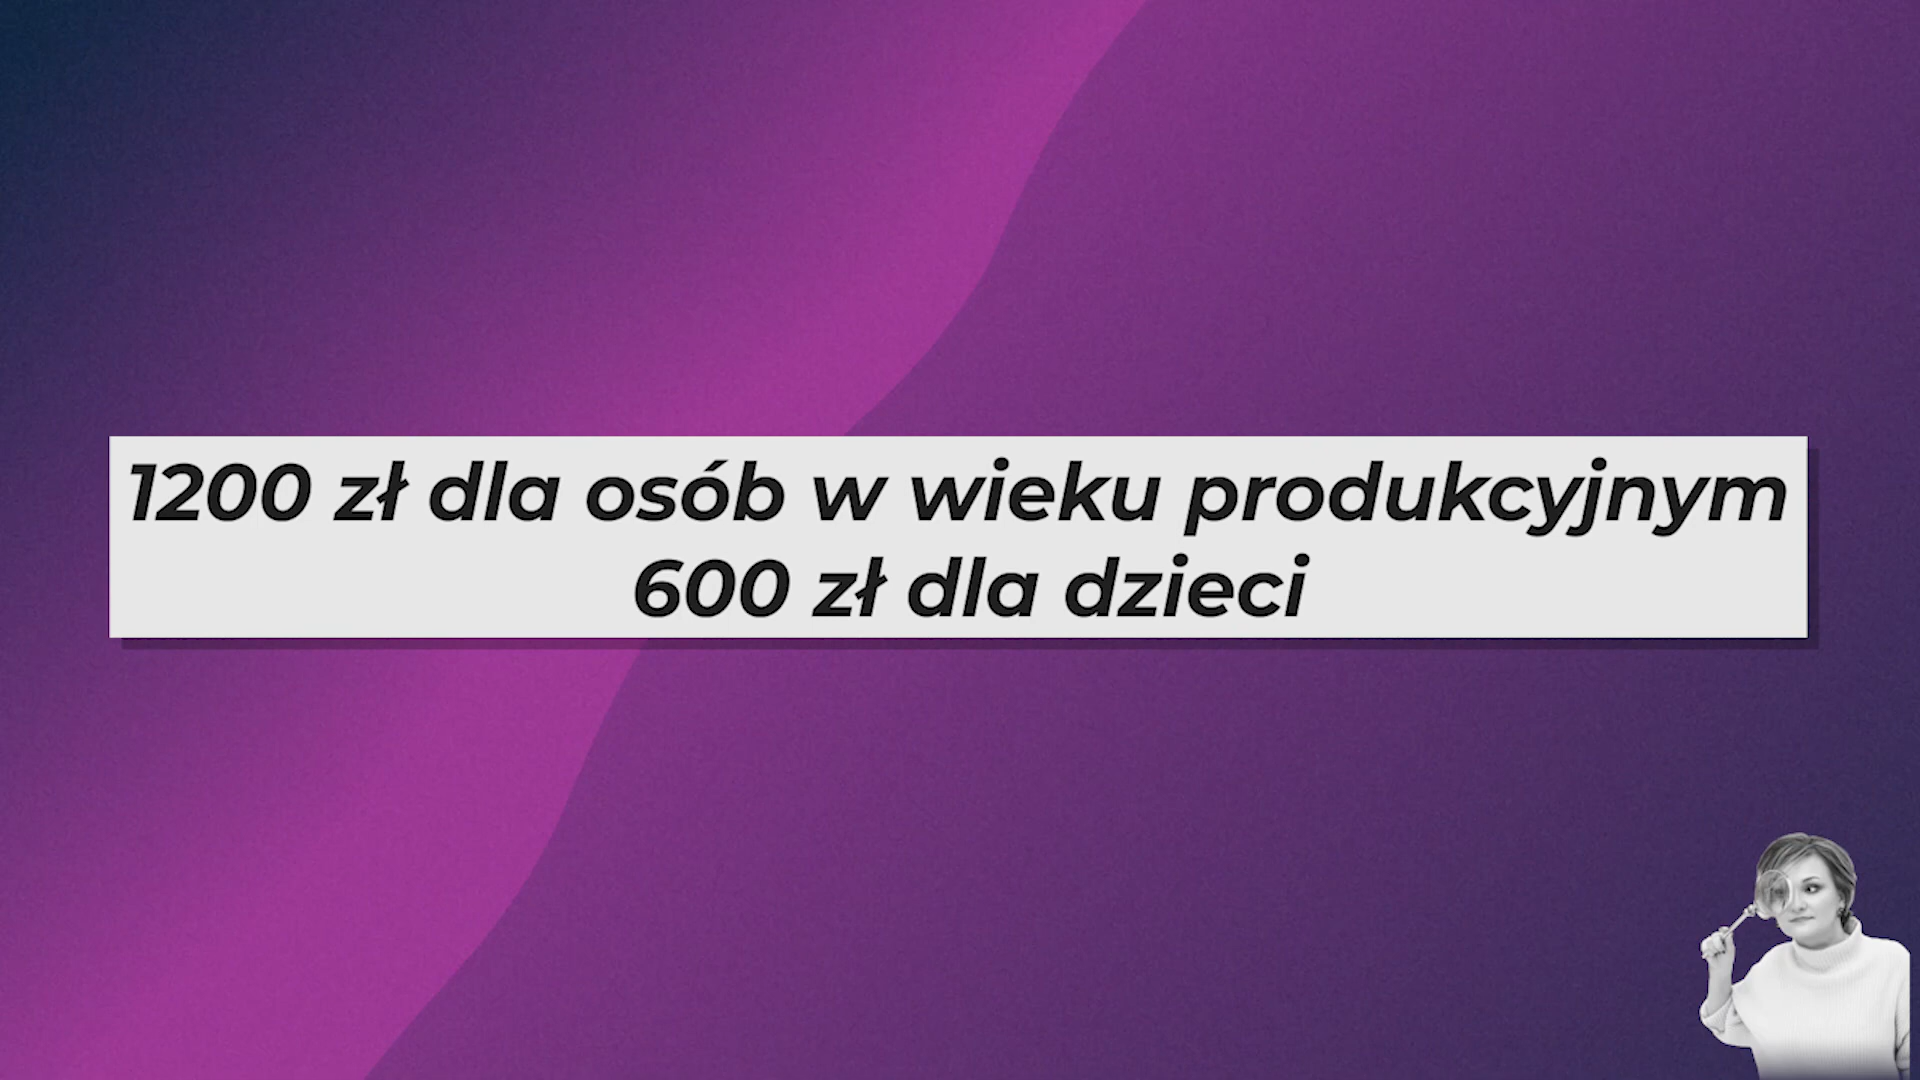 1200 zł dla osób w wieku produkcyjnym
600 zł dla dzieci